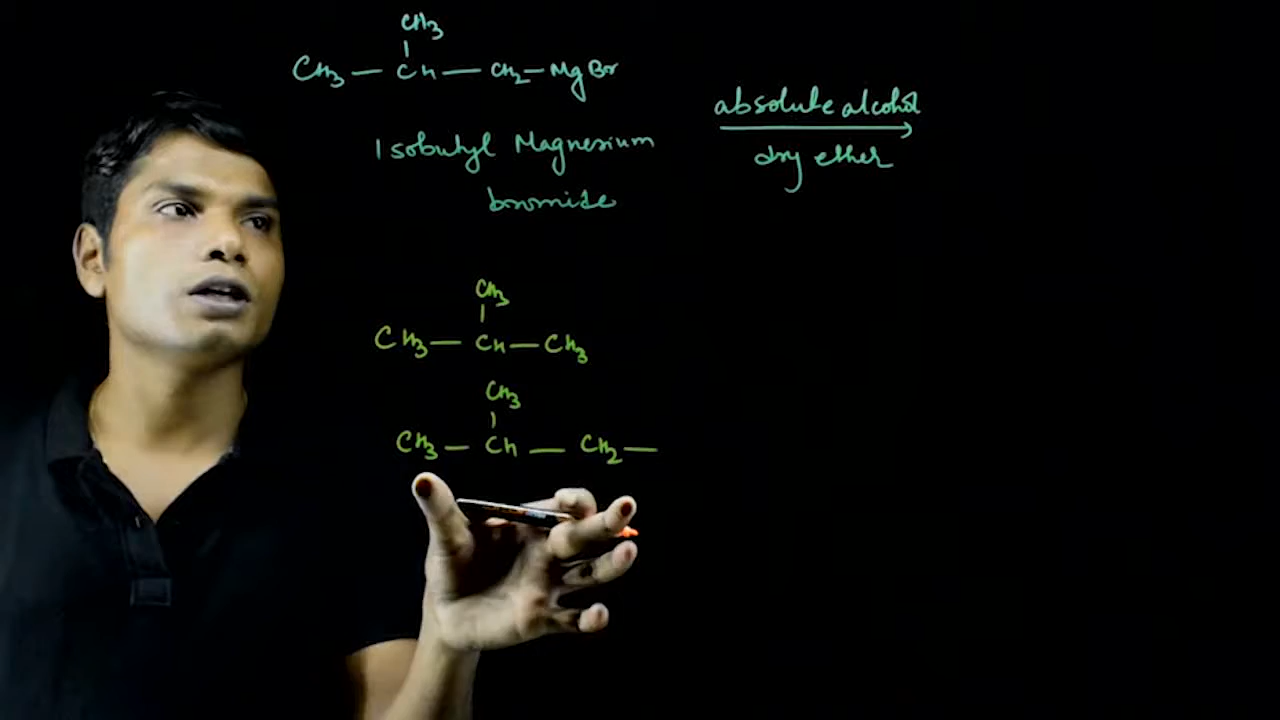 CH3
CH3 — CH — CH2 — MgBr
Isobutyl Magnesium
bromide
absolute alcohol
dry ether
CH3
CH3 — CH — CH3
CH3
CH3 — CH — CH2 —